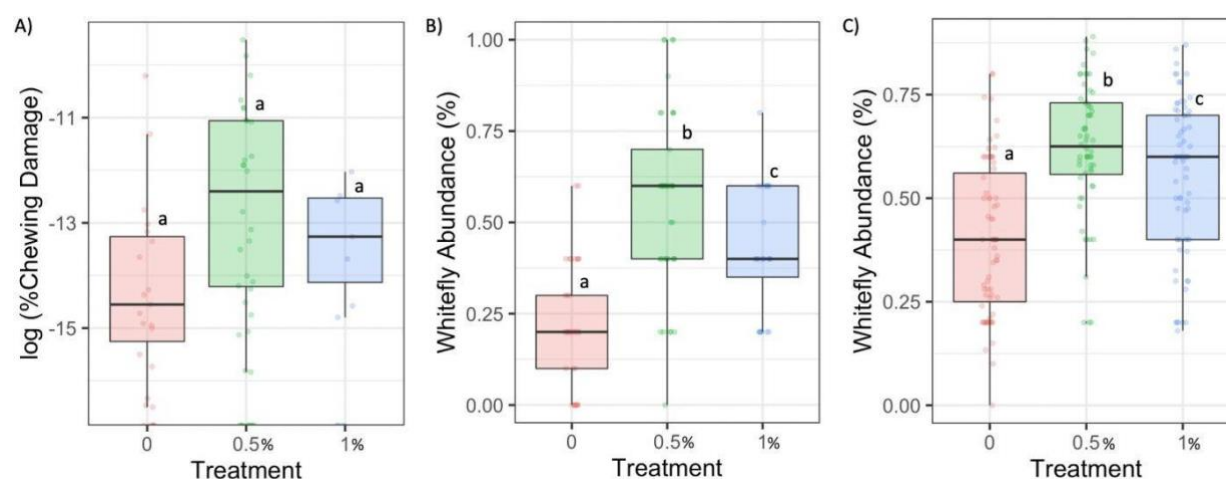 A)
log (%Chewing Damage)
-11
-13
-15
a
a
a
0
0.5%
1%
Treatment
B)
Whitefly Abundance (%)
1.00
0.75
0.50
0.25
0.00
a
b
c
0
0.5%
1%
Treatment
C)
Whitefly Abundance (%)
0.75
0.50
0.25
0.00
a
b
c
0
0.5%
1%
Treatment